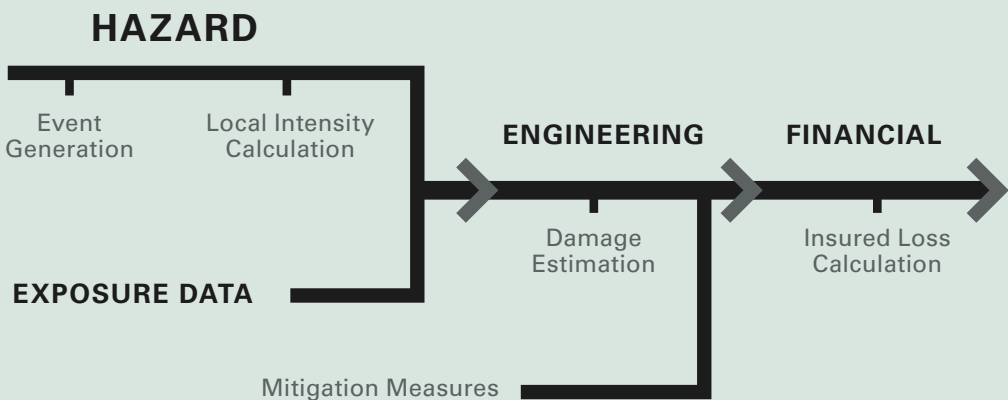 HAZARD
Event
Generation
Local Intensity
Calculation
ENGINEERING
FINANCIAL
Damage
Estimation
Insured Loss
Calculation
EXPOSURE DATA
Mitigation Measures